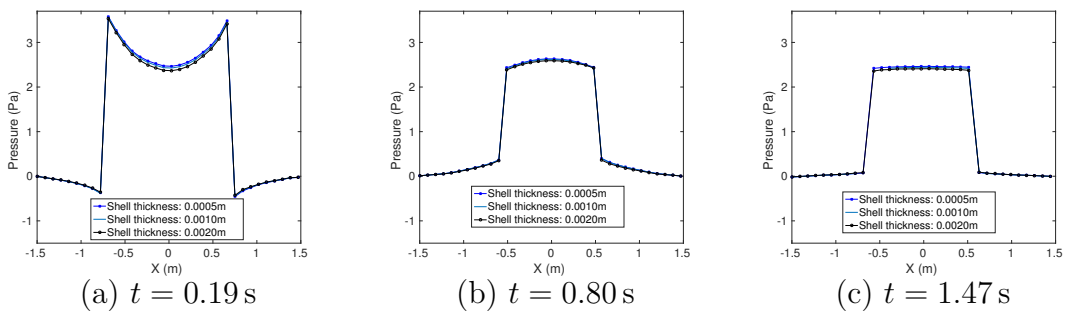 3
2
1
0
-1
Pressure (Pa)
Shell thickness: 0.0005m
Shell thickness: 0.0010m
Shell thickness: 0.0020m
-1.5 -1 -0.5 0 0.5 1 1.5
X (m)
(a) t = 0.19 s
3
2
1
0
-1
Pressure (Pa)
Shell thickness: 0.0005m
Shell thickness: 0.0010m
Shell thickness: 0.0020m
-1.5 -1 -0.5 0 0.5 1 1.5
X (m)
(b) t = 0.80 s
3
2
1
0
-1
Pressure (Pa)
Shell thickness: 0.0005m
Shell thickness: 0.0010m
Shell thickness: 0.0020m
-1.5 -1 -0.5 0 0.5 1 1.5
X (m)
(c) t = 1.47 s